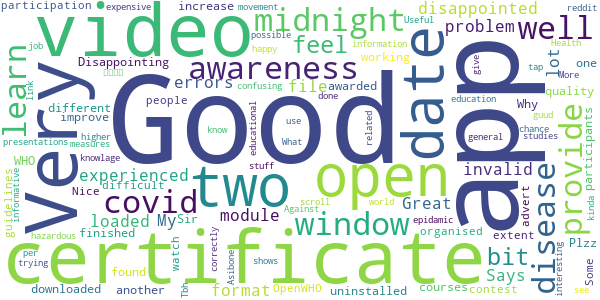 participation
expensive
increase
movement
disappointed
reddit
video
midnight
Useful
well
job
possible
happy
feel
information
problem
one
Disappointing
awareness
working
Health
learn
very
link
Good
app
date
lot
More
errors
file
awarded
tap
give
quality
different
people
confusing
done
Why
improve
education
presentations
higher
measures
know
educational
use
What
related
general
chance
studies
guud
provide
participants
WHO
knowlage
experienced
two
open
invalid
disease
Nice
difficult
stuff
covid
Great
advert
kinda
guidelines
informative
loaded
My
Sir
module
window
scroll
world
Against
epidemic
extent
organised
bit
Plzz
hazardous
finished
certificate
Says
interesting
per
trying
found
watch
correctly
Asibone
shows
courses
contest
Some
downloaded
another
Tbh
format
OpenWHO
uninstalled
see